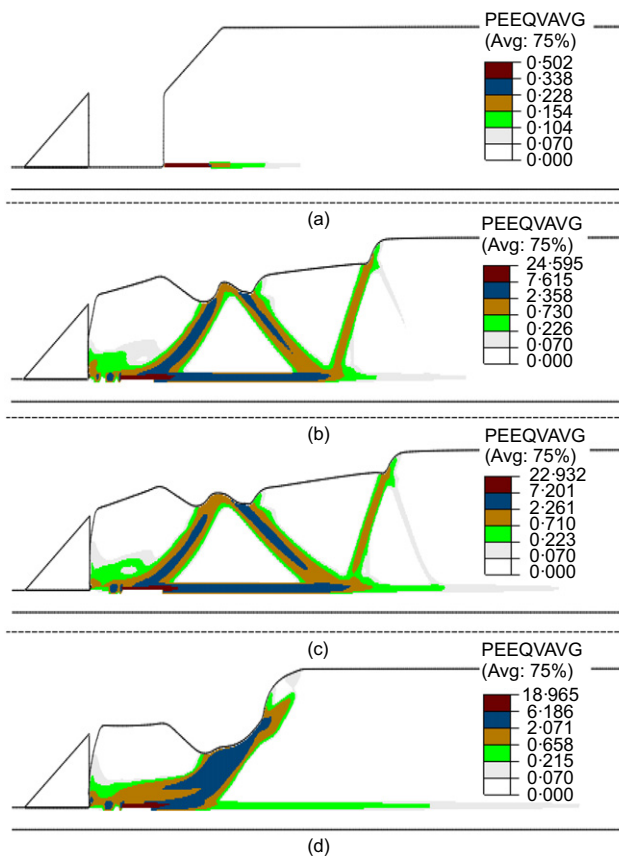 PEEQVAVG
(Avg: 75%)
0·502
0·338
0·228
0·154
0·104
0·070
0·000
(a)
PEEQVAVG
(Avg: 75%)
24·595
7·615
2·358
0·730
0·226
0·070
0·000
(b)
PEEQVAVG
(Avg: 75%)
22·932
7·201
2·261
0·710
0·223
0·070
0·000
(c)
PEEQVAVG
(Avg: 75%)
18·965
6·186
2·071
0·658
0·215
0·070
0·000
(d)